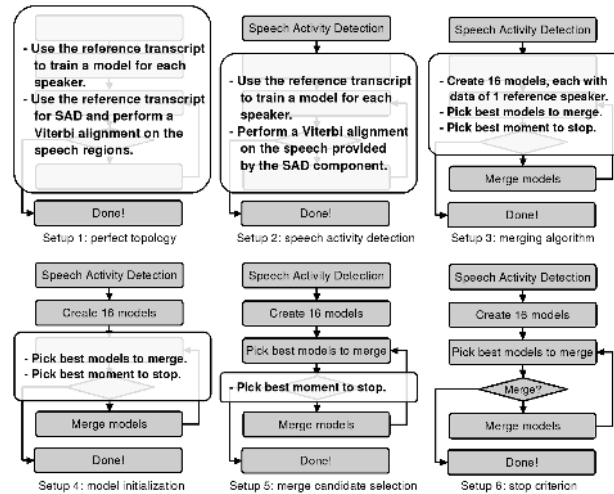 - Use the reference transcript
to train a model for each
speaker.
- Use the reference transcript
for SAD and perform a
Viterbi alignment on the
speech regions.
Done!
Setup 1: perfect topology
Speech Activity Detection
- Use the reference transcript
to train a model for each
speaker.
- Perform a Viterbi alignment
on the speech provided
by the SAD component.
Done!
Setup 2: speech activity detection
Speech Activity Detection
- Create 16 models, each with
data of 1 reference speaker.
- Pick best models to merge.
- Pick best moment to stop.
Merge models
Done!
Setup 3: merging algorithm
Speech Activity Detection
Create 16 models
- Pick best models to merge.
- Pick best moment to stop.
Merge models
Done!
Setup 4: model initialization
Speech Activity Detection
Create 16 models
Pick best models to merge
- Pick best moment to stop.
Merge models
Done!
Setup 5: merge candidate selection
Speech Activity Detection
Create 16 models
Pick best models to merge
Merge?
Merge models
Done!
Setup 6: stop criterion